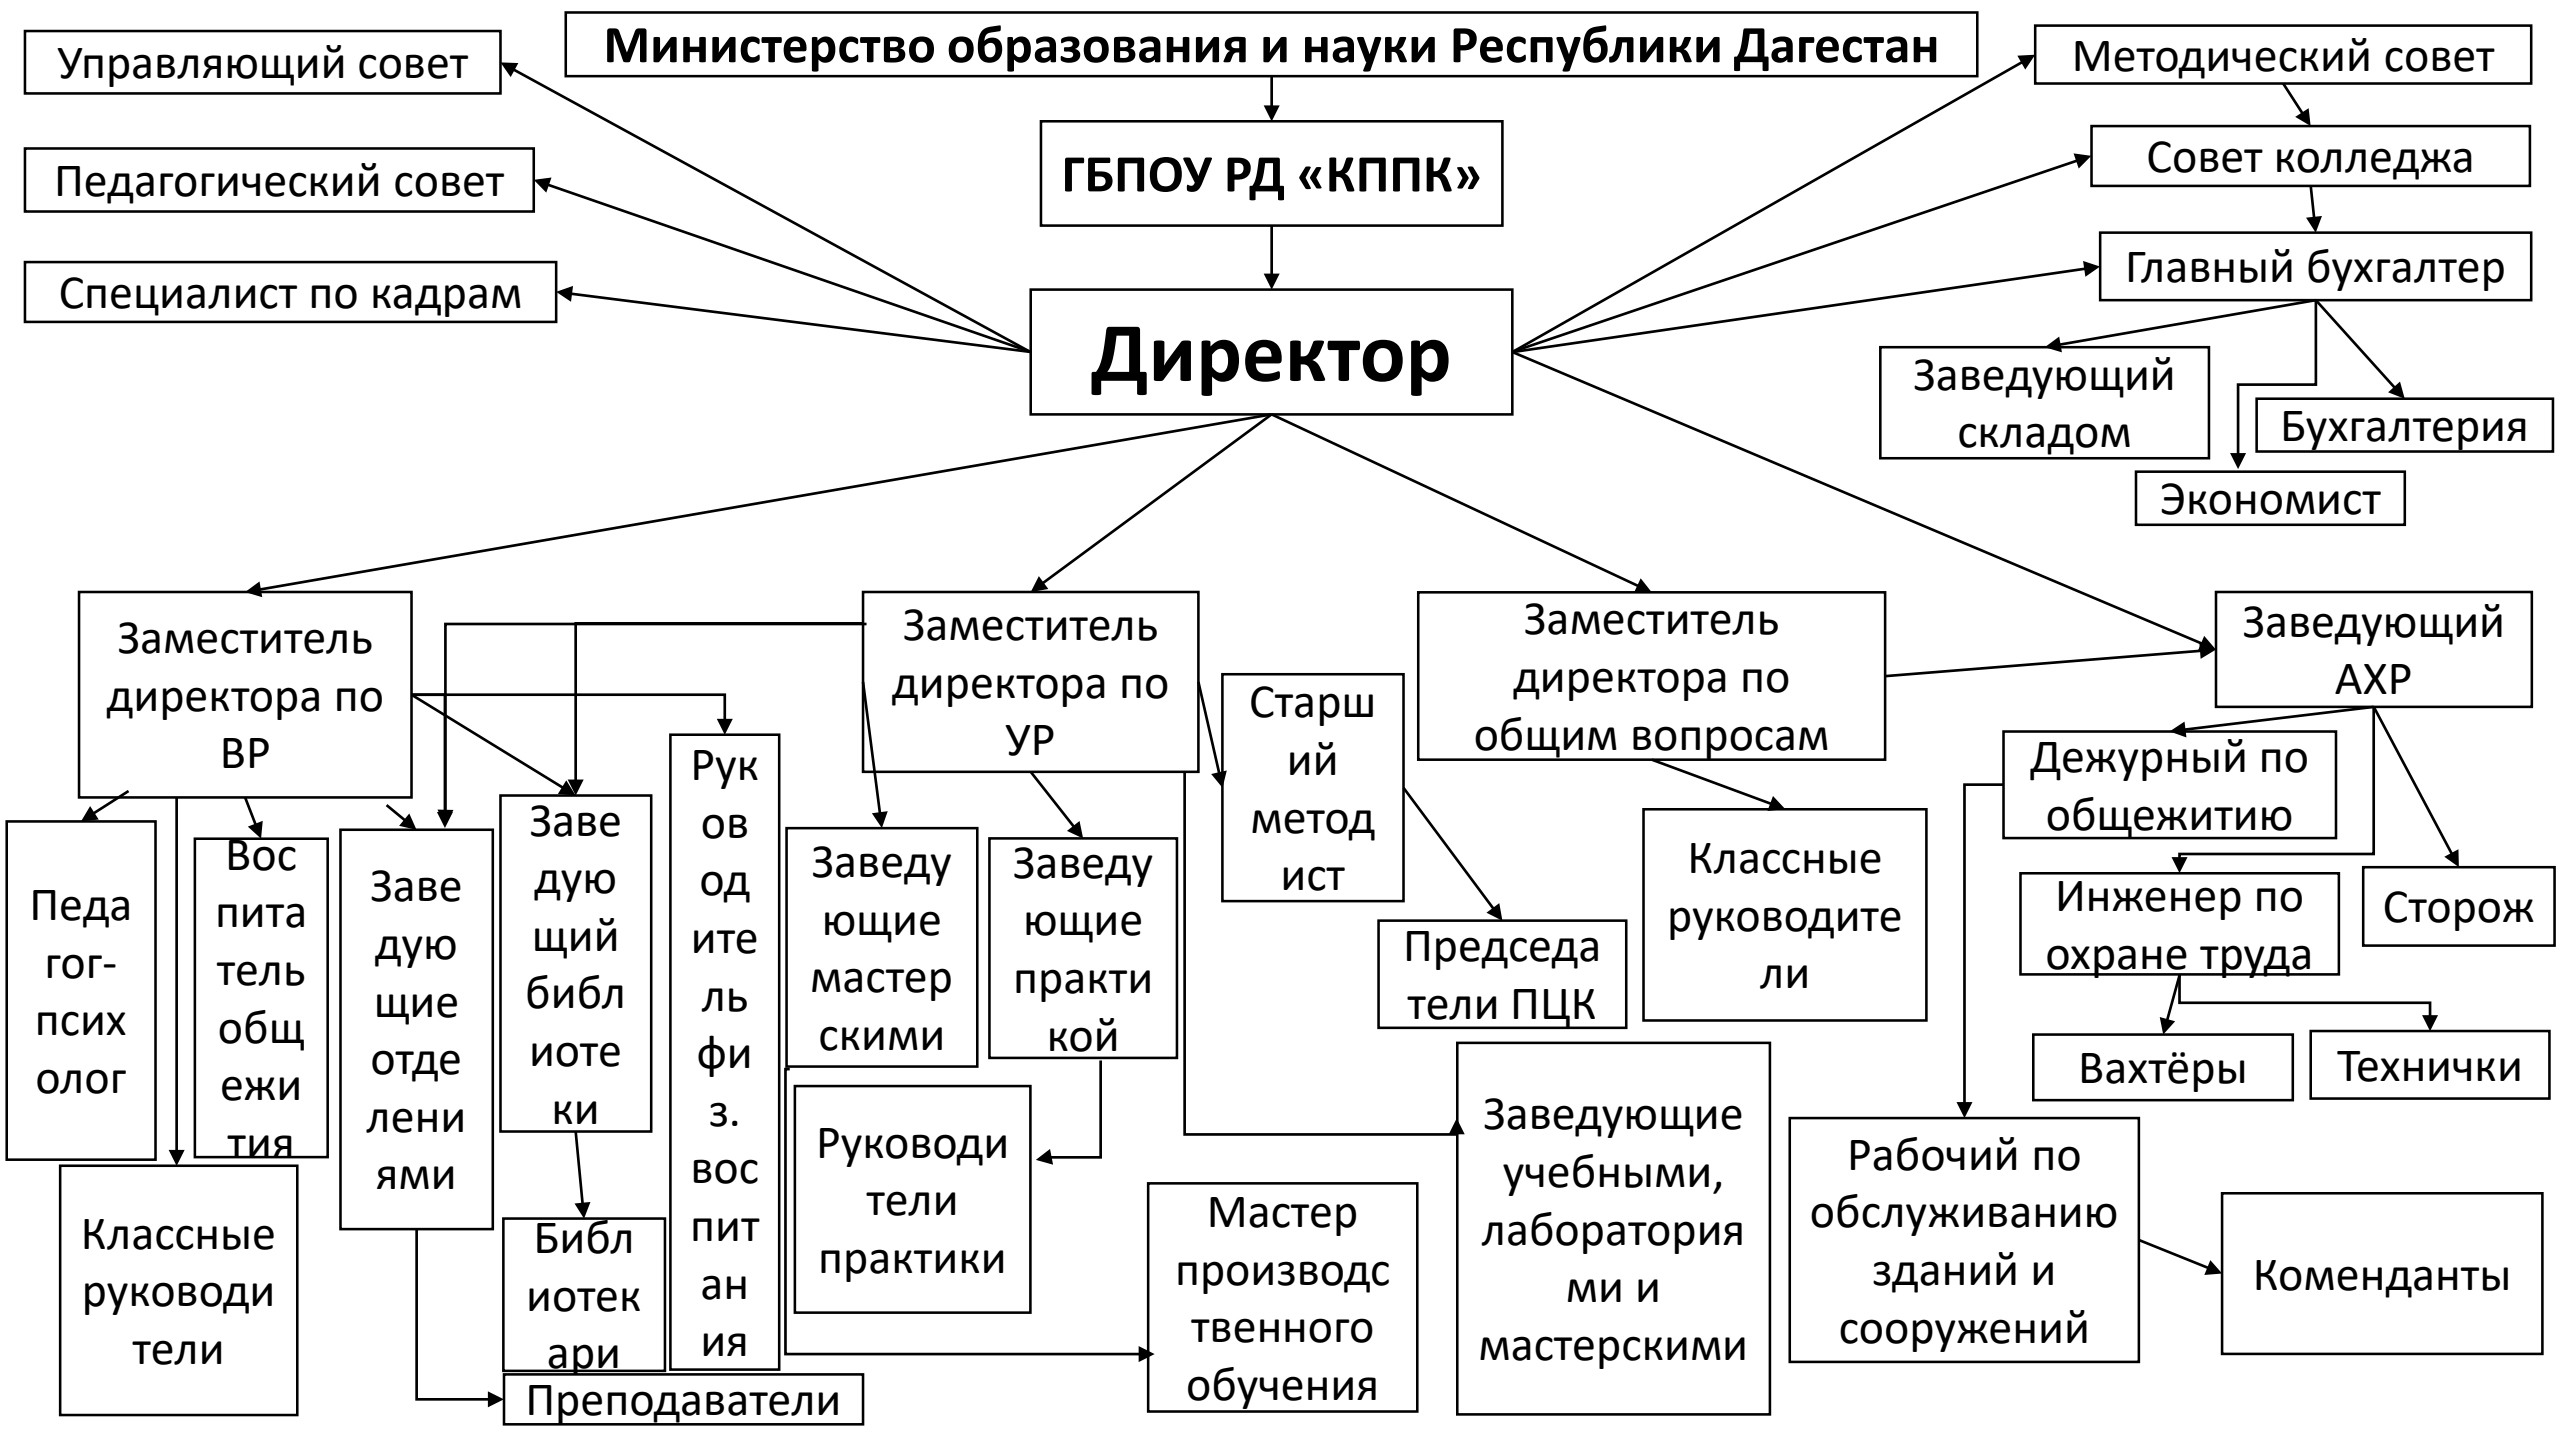 Министерство образования и науки Республики Дагестан
Управляющий совет
Методический совет
ГБПОУ РД «КППК»
Педагогический совет
Совет колледжа
Специалист по кадрам
Главный бухгалтер
Директор
Заведующий
складом
Бухгалтерия
Экономист
Заместитель
директора по
ВР
Заместитель
директора по
УР
Заместитель
директора по
общим вопросам
Заведующий
АХР
Старш
ий
метод
ист
Дежурный по
общежитию
Педа
гог-
псих
олог
Вос
пита
тель
общ
ежи
тия
Заве
дую
щие
отде
лени
ями
Заве
дую
щий
библ
иоте
ки
Рук
ов
од
ите
ль
фи
з.
вос
пит
ан
ия
Заведу
ющие
мастер
скими
Заведу
ющие
практи
кой
Председа
тели ПЦК
Классные
руководите
ли
Инженер по
охране труда
Сторож
Вахтёры
Технички
Классные
руководи
тели
Библ
иотек
ари
Преподаватели
Руководи
тели
практики
Мастер
производс
твенного
обучения
Заведующие
учебными,
лаборатория
ми и
мастерскими
Рабочий по
обслуживанию
зданий и
сооружений
Коменданты